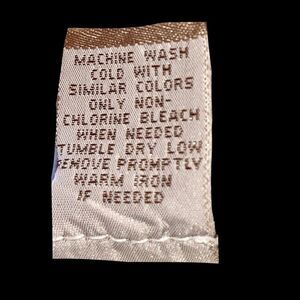 MACHINE WASH
COLD WITH
SIMILAR COLORS
ONLY NON-
CHLORINE BLEACH
WHEN NEEDED
TUMBLE DRY LOW
REMOVE PROMPTLY
WARM IRON
IF NEEDED